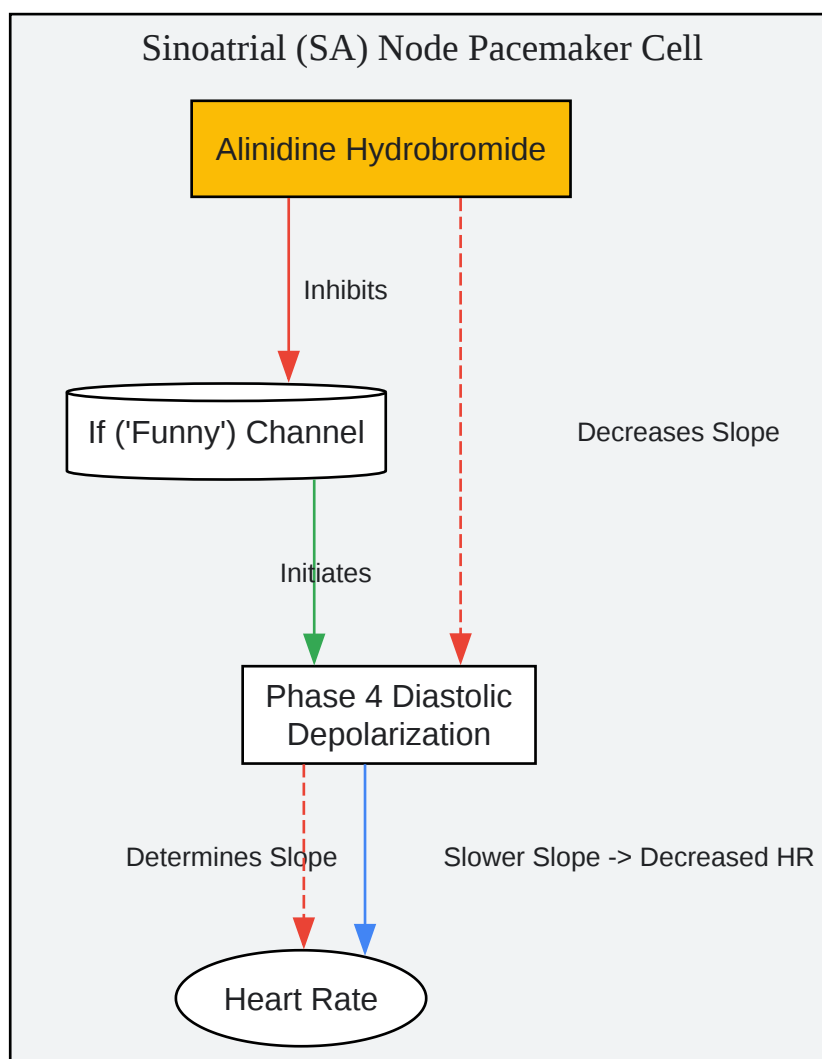 Sinoatrial (SA) Node Pacemaker Cell
Alinidine Hydrobromide
Inhibits
If ('Funny') Channel
Decreases Slope
Initiates
Phase 4 Diastolic
Depolarization
Determines Slope
Slower Slope -> Decreased HR
Heart Rate